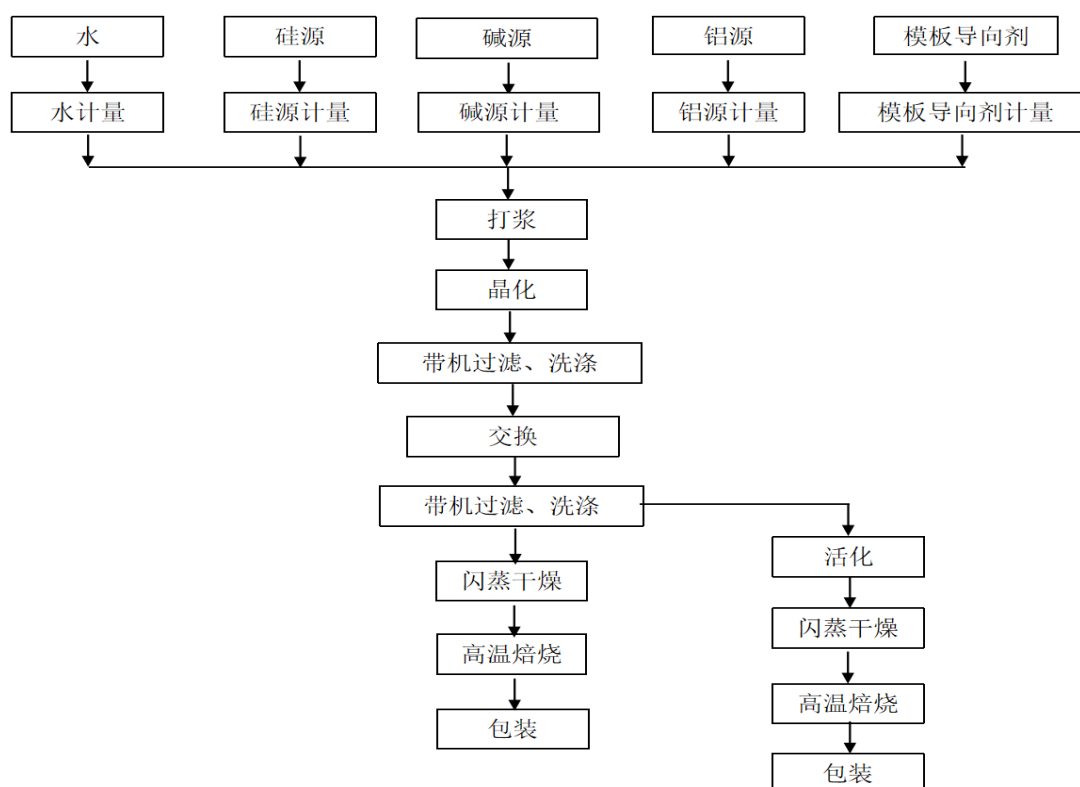 水
硅源
碱源
铝源
模板导向剂
水计量
硅源计量
碱源计量
铝源计量
模板导向剂计量
打浆
晶化
带机过滤、洗涤
交换
带机过滤、洗涤
活化
闪蒸干燥
闪蒸干燥
高温焙烧
高温焙烧
包装
包装